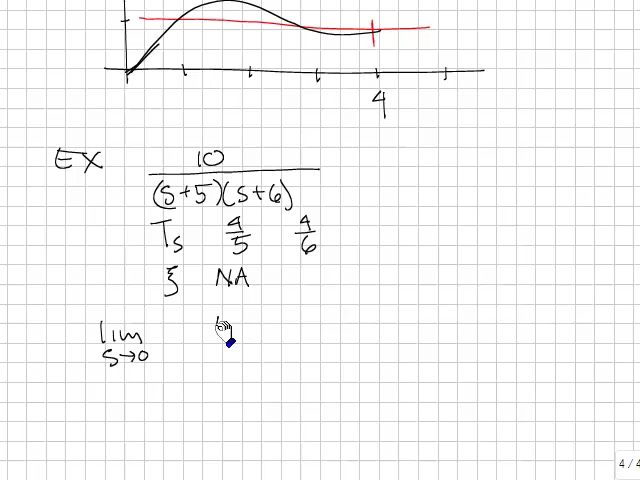 4
EX 10
(S+5)(S+6)
Ts 4/5 4/6
ξ NA
lim
S→0
4 / 4